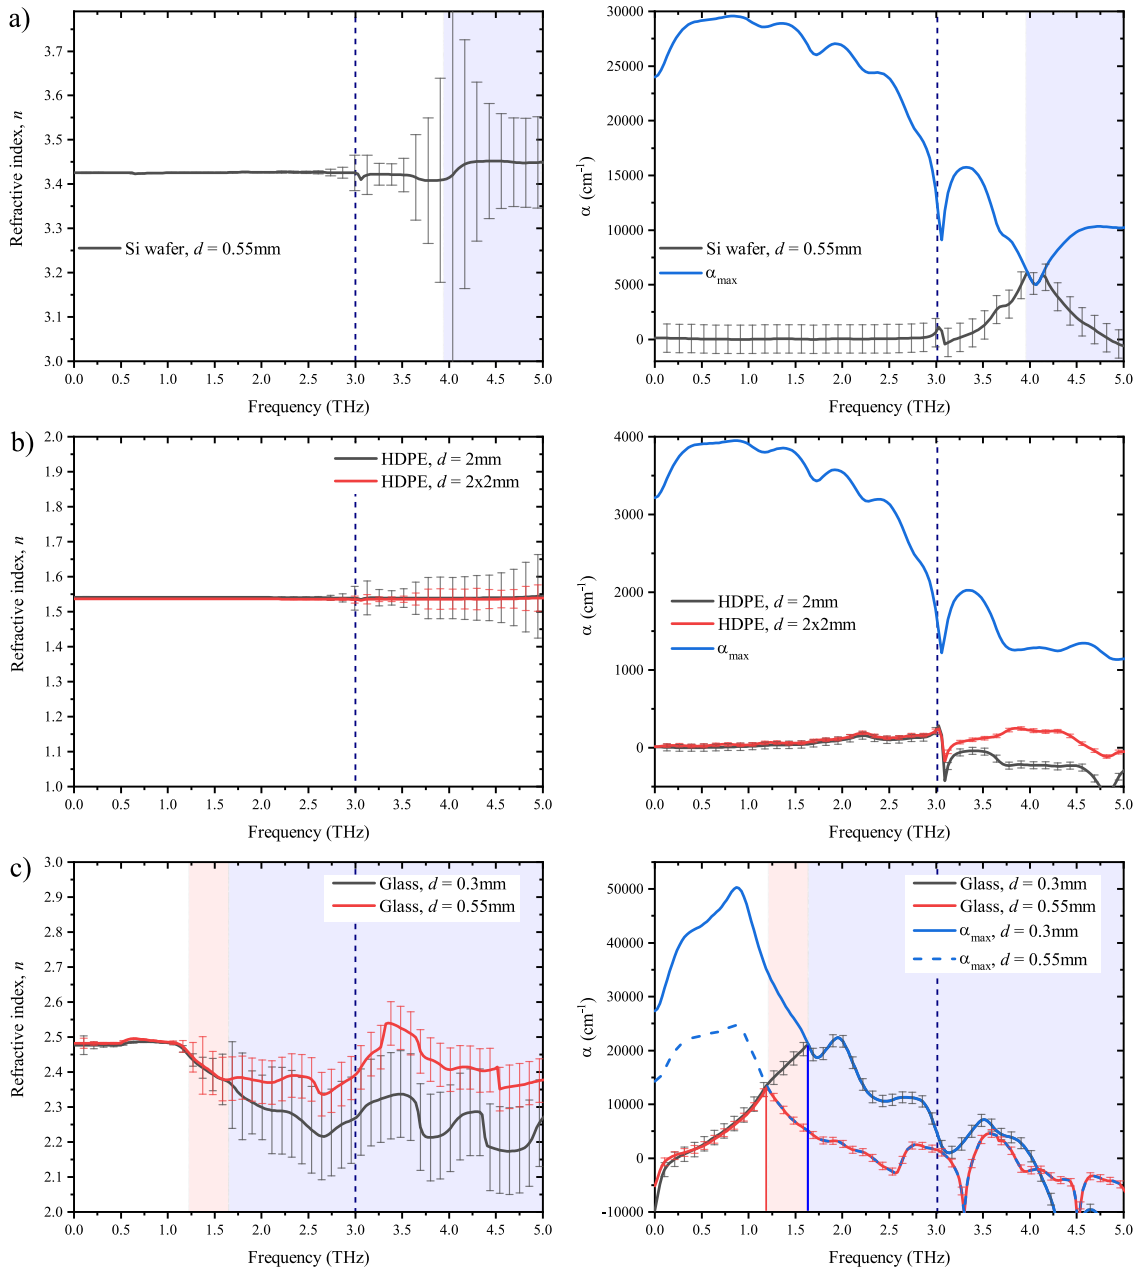 a)
Refractive index, n
3.7
3.6
3.5
3.4
3.3
3.2
3.1
3.0
Si wafer, d = 0.55mm
0.0 0.5 1.0 1.5 2.0 2.5 3.0 3.5 4.0 4.5 5.0
Frequency (THz)
α (cm⁻¹)
30000
25000
20000
15000
10000
5000
0
Si wafer, d = 0.55mm
αmax
0.0 0.5 1.0 1.5 2.0 2.5 3.0 3.5 4.0 4.5 5.0
Frequency (THz)
b)
Refractive index, n
2.0
1.9
1.8
1.7
1.6
1.5
1.4
1.3
1.2
1.1
1.0
HDPE, d = 2mm
HDPE, d = 2x2mm
0.0 0.5 1.0 1.5 2.0 2.5 3.0 3.5 4.0 4.5 5.0
Frequency (THz)
α (cm⁻¹)
4000
3000
2000
1000
0
HDPE, d = 2mm
HDPE, d = 2x2mm
αmax
0.0 0.5 1.0 1.5 2.0 2.5 3.0 3.5 4.0 4.5 5.0
Frequency (THz)
c)
Refractive index, n
3.0
2.9
2.8
2.7
2.6
2.5
2.4
2.3
2.2
2.1
2.0
Glass, d = 0.3mm
Glass, d = 0.55mm
0.0 0.5 1.0 1.5 2.0 2.5 3.0 3.5 4.0 4.5 5.0
Frequency (THz)
α (cm⁻¹)
50000
40000
30000
20000
10000
0
-10000
Glass, d = 0.3mm
Glass, d = 0.55mm
αmax, d = 0.3mm
αmax, d = 0.55mm
0.0 0.5 1.0 1.5 2.0 2.5 3.0 3.5 4.0 4.5 5.0
Frequency (THz)